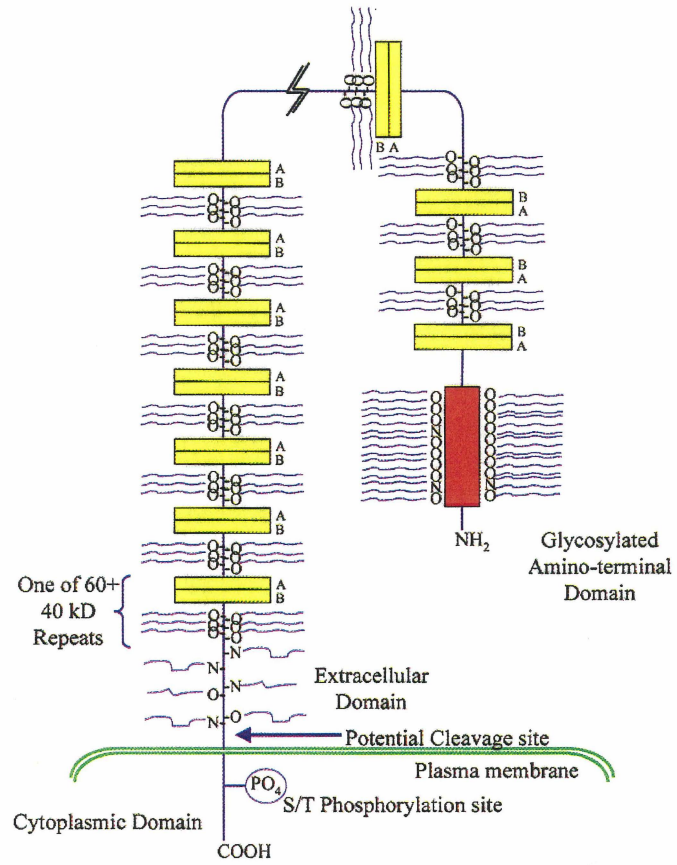 B A
A
B
A
B
A
B
A
B
A
B
A
B
A
B
B
A
B
A
B
A
O
O
O
N
O
O
O
O
O
O
O
O
O
O
O
O
O
N
O
NH2
Glycosylated
Amino-terminal
Domain
One of 60+
40 kD
Repeats
N
N
O
N
N
O
Extracellular
Domain
Potential Cleavage site
Plasma membrane
PO4
S/T Phosphorylation site
Cytoplasmic Domain
COOH